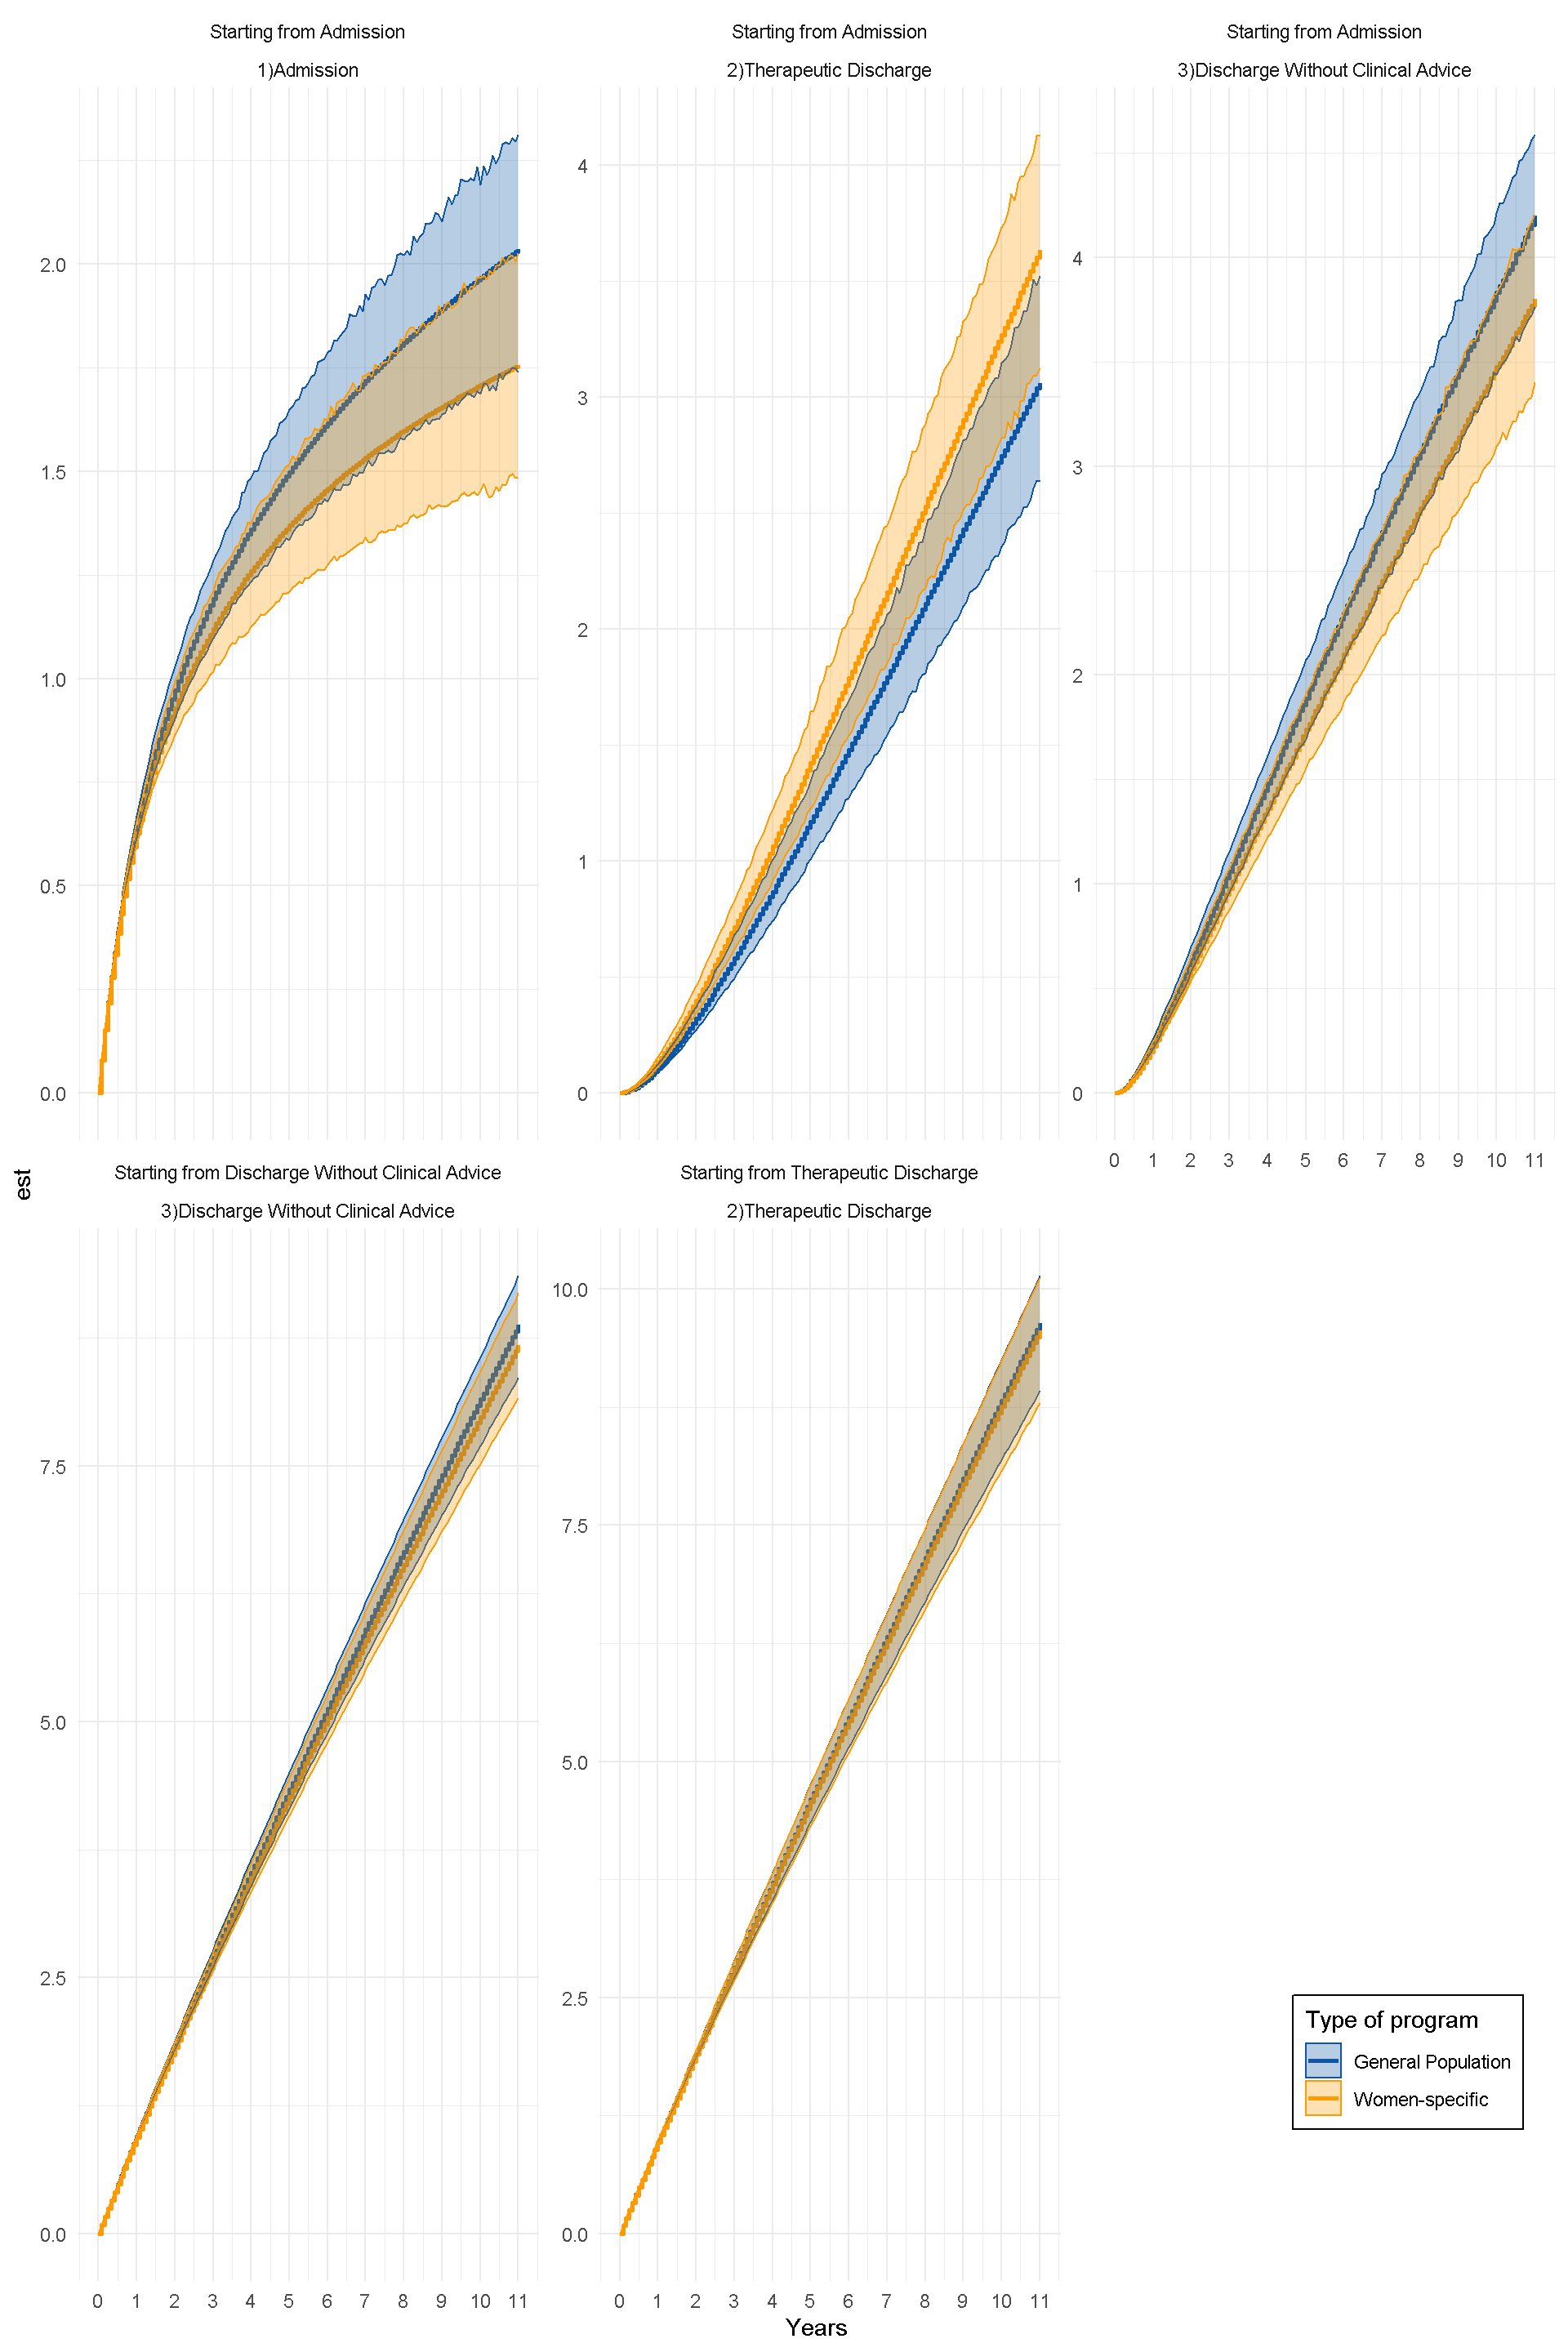 Starting from Admission
1)Admission
Starting from Admission
2)Therapeutic Discharge
Starting from Admission
3)Discharge Without Clinical Advice
2.0
1.5
1.0
0.5
0.0
4
3
2
1
0
4
3
2
1
0
0 1 2 3 4 5 6 7 8 9 10 11
est
Starting from Discharge Without Clinical Advice
3)Discharge Without Clinical Advice
Starting from Therapeutic Discharge
2)Therapeutic Discharge
7.5
5.0
2.5
0.0
10.0
7.5
5.0
2.5
0.0
0 1 2 3 4 5 6 7 8 9 10 11
0 1 2 3 4 5 6 7 8 9 10 11
Years
Type of program
General Population
Women-specific